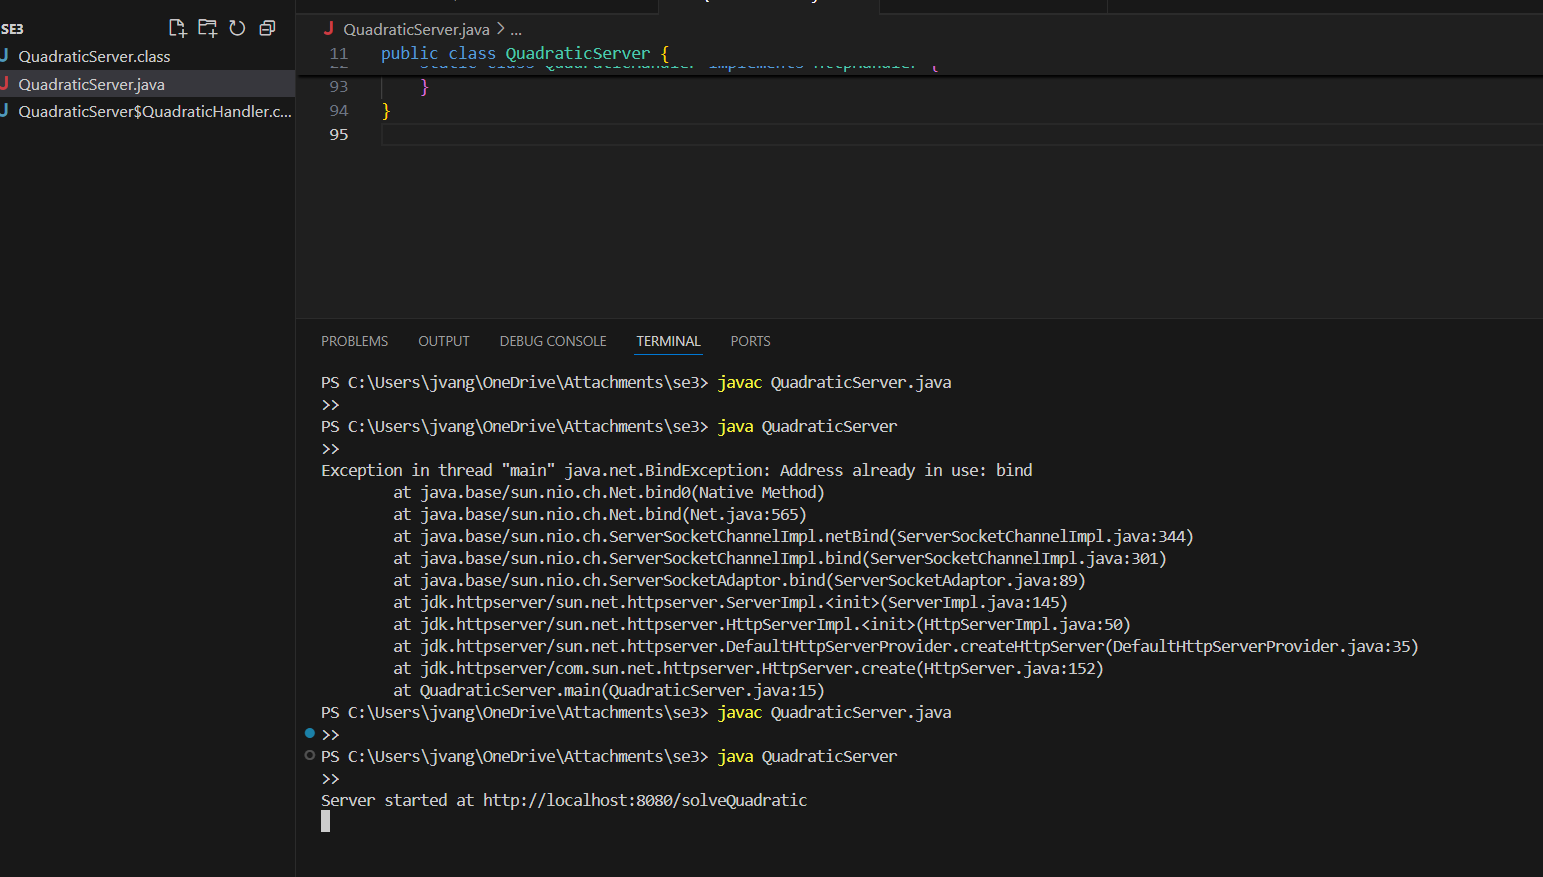 SE3
QuadraticServer.class
QuadraticServer.java
QuadraticServer$QuadraticHandler.c...
QuadraticServer.java > ...
11 public class QuadraticServer {
22 static class QuadraticHandler implements HttpHandler {
93 }
94 }
95
PROBLEMS OUTPUT DEBUG CONSOLE TERMINAL PORTS
PS C:\Users\jvang\OneDrive\Attachments\se3> javac QuadraticServer.java
>>
PS C:\Users\jvang\OneDrive\Attachments\se3> java QuadraticServer
>>
Exception in thread "main" java.net.BindException: Address already in use: bind
at java.base/sun.nio.ch.Net.bind0(Native Method)
at java.base/sun.nio.ch.Net.bind(Net.java:565)
at java.base/sun.nio.ch.ServerSocketChannelImpl.netBind(ServerSocketChannelImpl.java:344)
at java.base/sun.nio.ch.ServerSocketChannelImpl.bind(ServerSocketChannelImpl.java:301)
at java.base/sun.nio.ch.ServerSocketAdaptor.bind(ServerSocketAdaptor.java:89)
at jdk.httpserver/sun.net.httpserver.ServerImpl.<init>(ServerImpl.java:145)
at jdk.httpserver/sun.net.httpserver.HttpServerImpl.<init>(HttpServerImpl.java:50)
at jdk.httpserver/sun.net.httpserver.DefaultHttpServerProvider.createHttpServer(DefaultHttpServerProvider.java:35)
at jdk.httpserver/com.sun.net.httpserver.HttpServer.create(HttpServer.java:152)
at QuadraticServer.main(QuadraticServer.java:15)
PS C:\Users\jvang\OneDrive\Attachments\se3> javac QuadraticServer.java
>>
PS C:\Users\jvang\OneDrive\Attachments\se3> java QuadraticServer
>>
Server started at http://localhost:8080/solveQuadratic